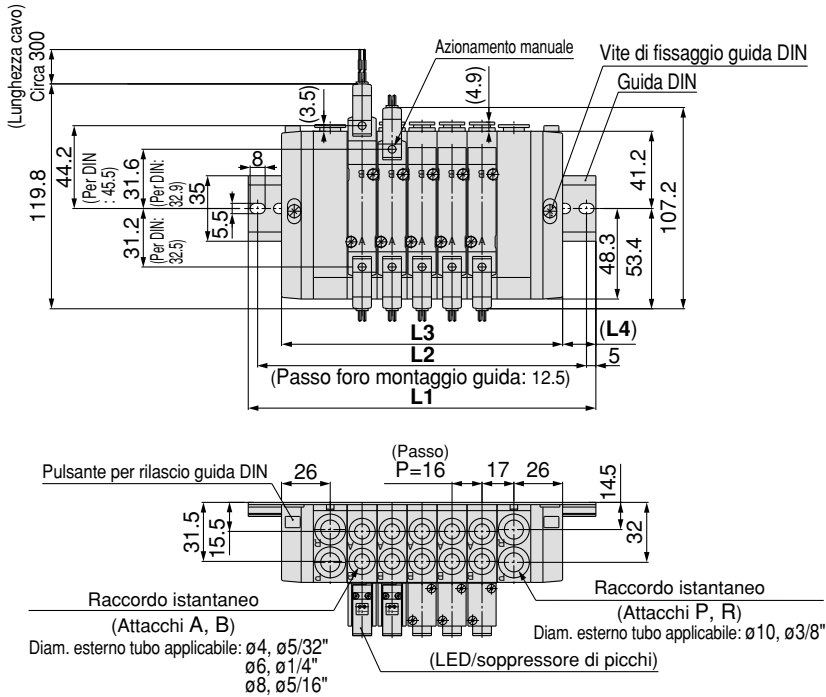 (Lunghezza cavo)
Circa 300
119.8
44.2
(Per DIN
: 45.5)
31.6
(Per DIN:
32.9)
31.2
(Per DIN:
32.5)
8
35
5.5
(3.5)
Azionamento manuale
(4.9)
Vite di fissaggio guida DIN
Guida DIN
41.2
107.2
48.3
53.4
B
B
B
B
B
A
A
A
A
A
L3
(L4)
L2
5
(Passo foro montaggio guida: 12.5)
L1
Pulsante per rilascio guida DIN
26
(Passo)
P=16
17
26
14.5
31.5
15.5
32
Raccordo istantaneo
(Attacchi A, B)
Diam. esterno tubo applicabile: ø4, ø5/32"
ø6, ø1/4"
ø8, ø5/16"
(LED/soppressore di picchi)
Raccordo istantaneo
(Attacchi P, R)
Diam. esterno tubo applicabile: ø10, ø3/8"